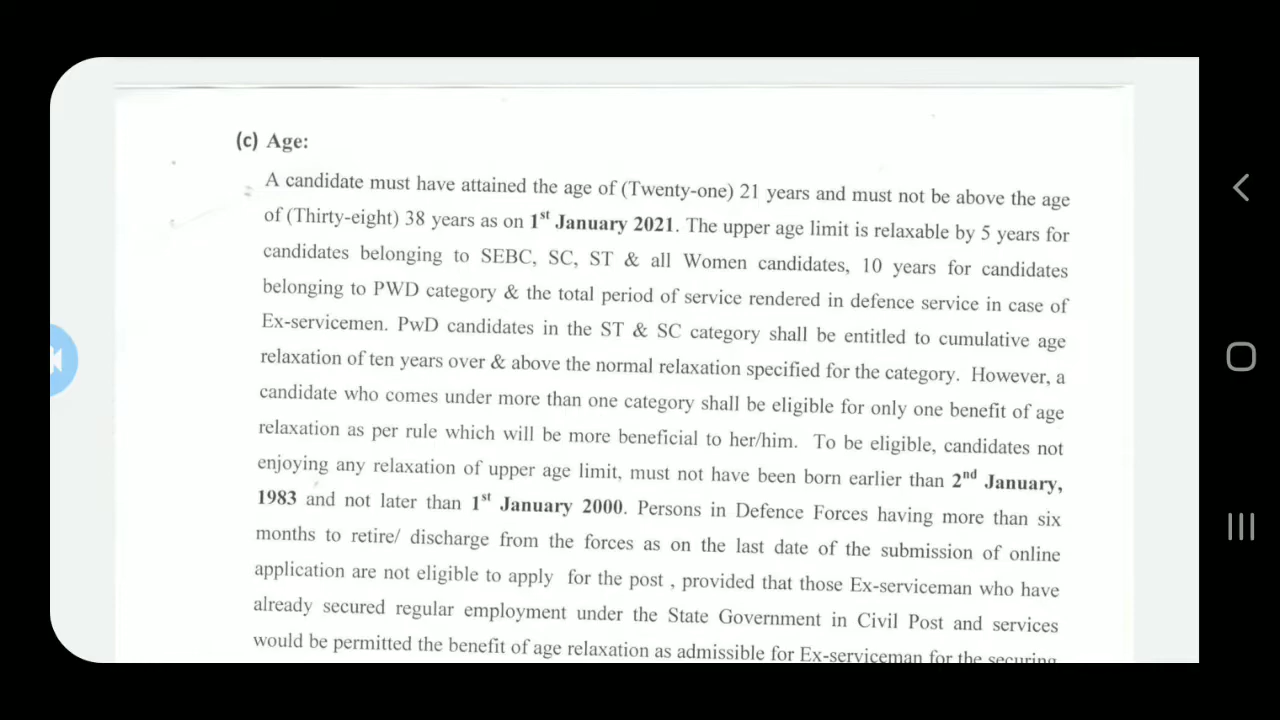 (c) Age:
A candidate must have attained the age of (Twenty-one) 21 years and must not be above the age
of (Thirty-eight) 38 years as on 1st January 2021. The upper age limit is relaxable by 5 years for
candidates belonging to SEBC, SC, ST & all Women candidates, 10 years for candidates
belonging to PWD category & the total period of service rendered in defence service in case of
Ex-servicemen. PwD candidates in the ST & SC category shall be entitled to cumulative age
relaxation of ten years over & above the normal relaxation specified for the category. However, a
candidate who comes under more than one category shall be eligible for only one benefit of age
relaxation as per rule which will be more beneficial to her/him. To be eligible, candidates not
enjoying any relaxation of upper age limit, must not have been born earlier than 2nd January,
1983 and not later than 1st January 2000. Persons in Defence Forces having more than six
months to retire/ discharge from the forces as on the last date of the submission of online
application are not eligible to apply for the post , provided that those Ex-serviceman who have
already secured regular employment under the State Government in Civil Post and services
would be permitted the benefit of age relaxation as admissible for Ex-serviceman for the securing